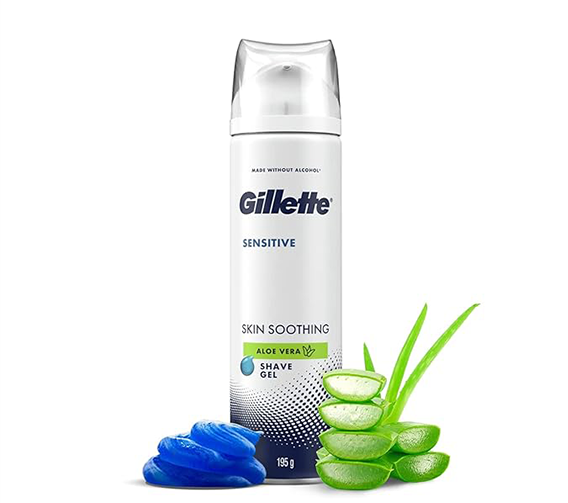 MADE WITHOUT ALCOHOL*
Gillette®
SENSITIVE
SKIN SOOTHING
ALOE VERA
SHAVE
GEL
195 g